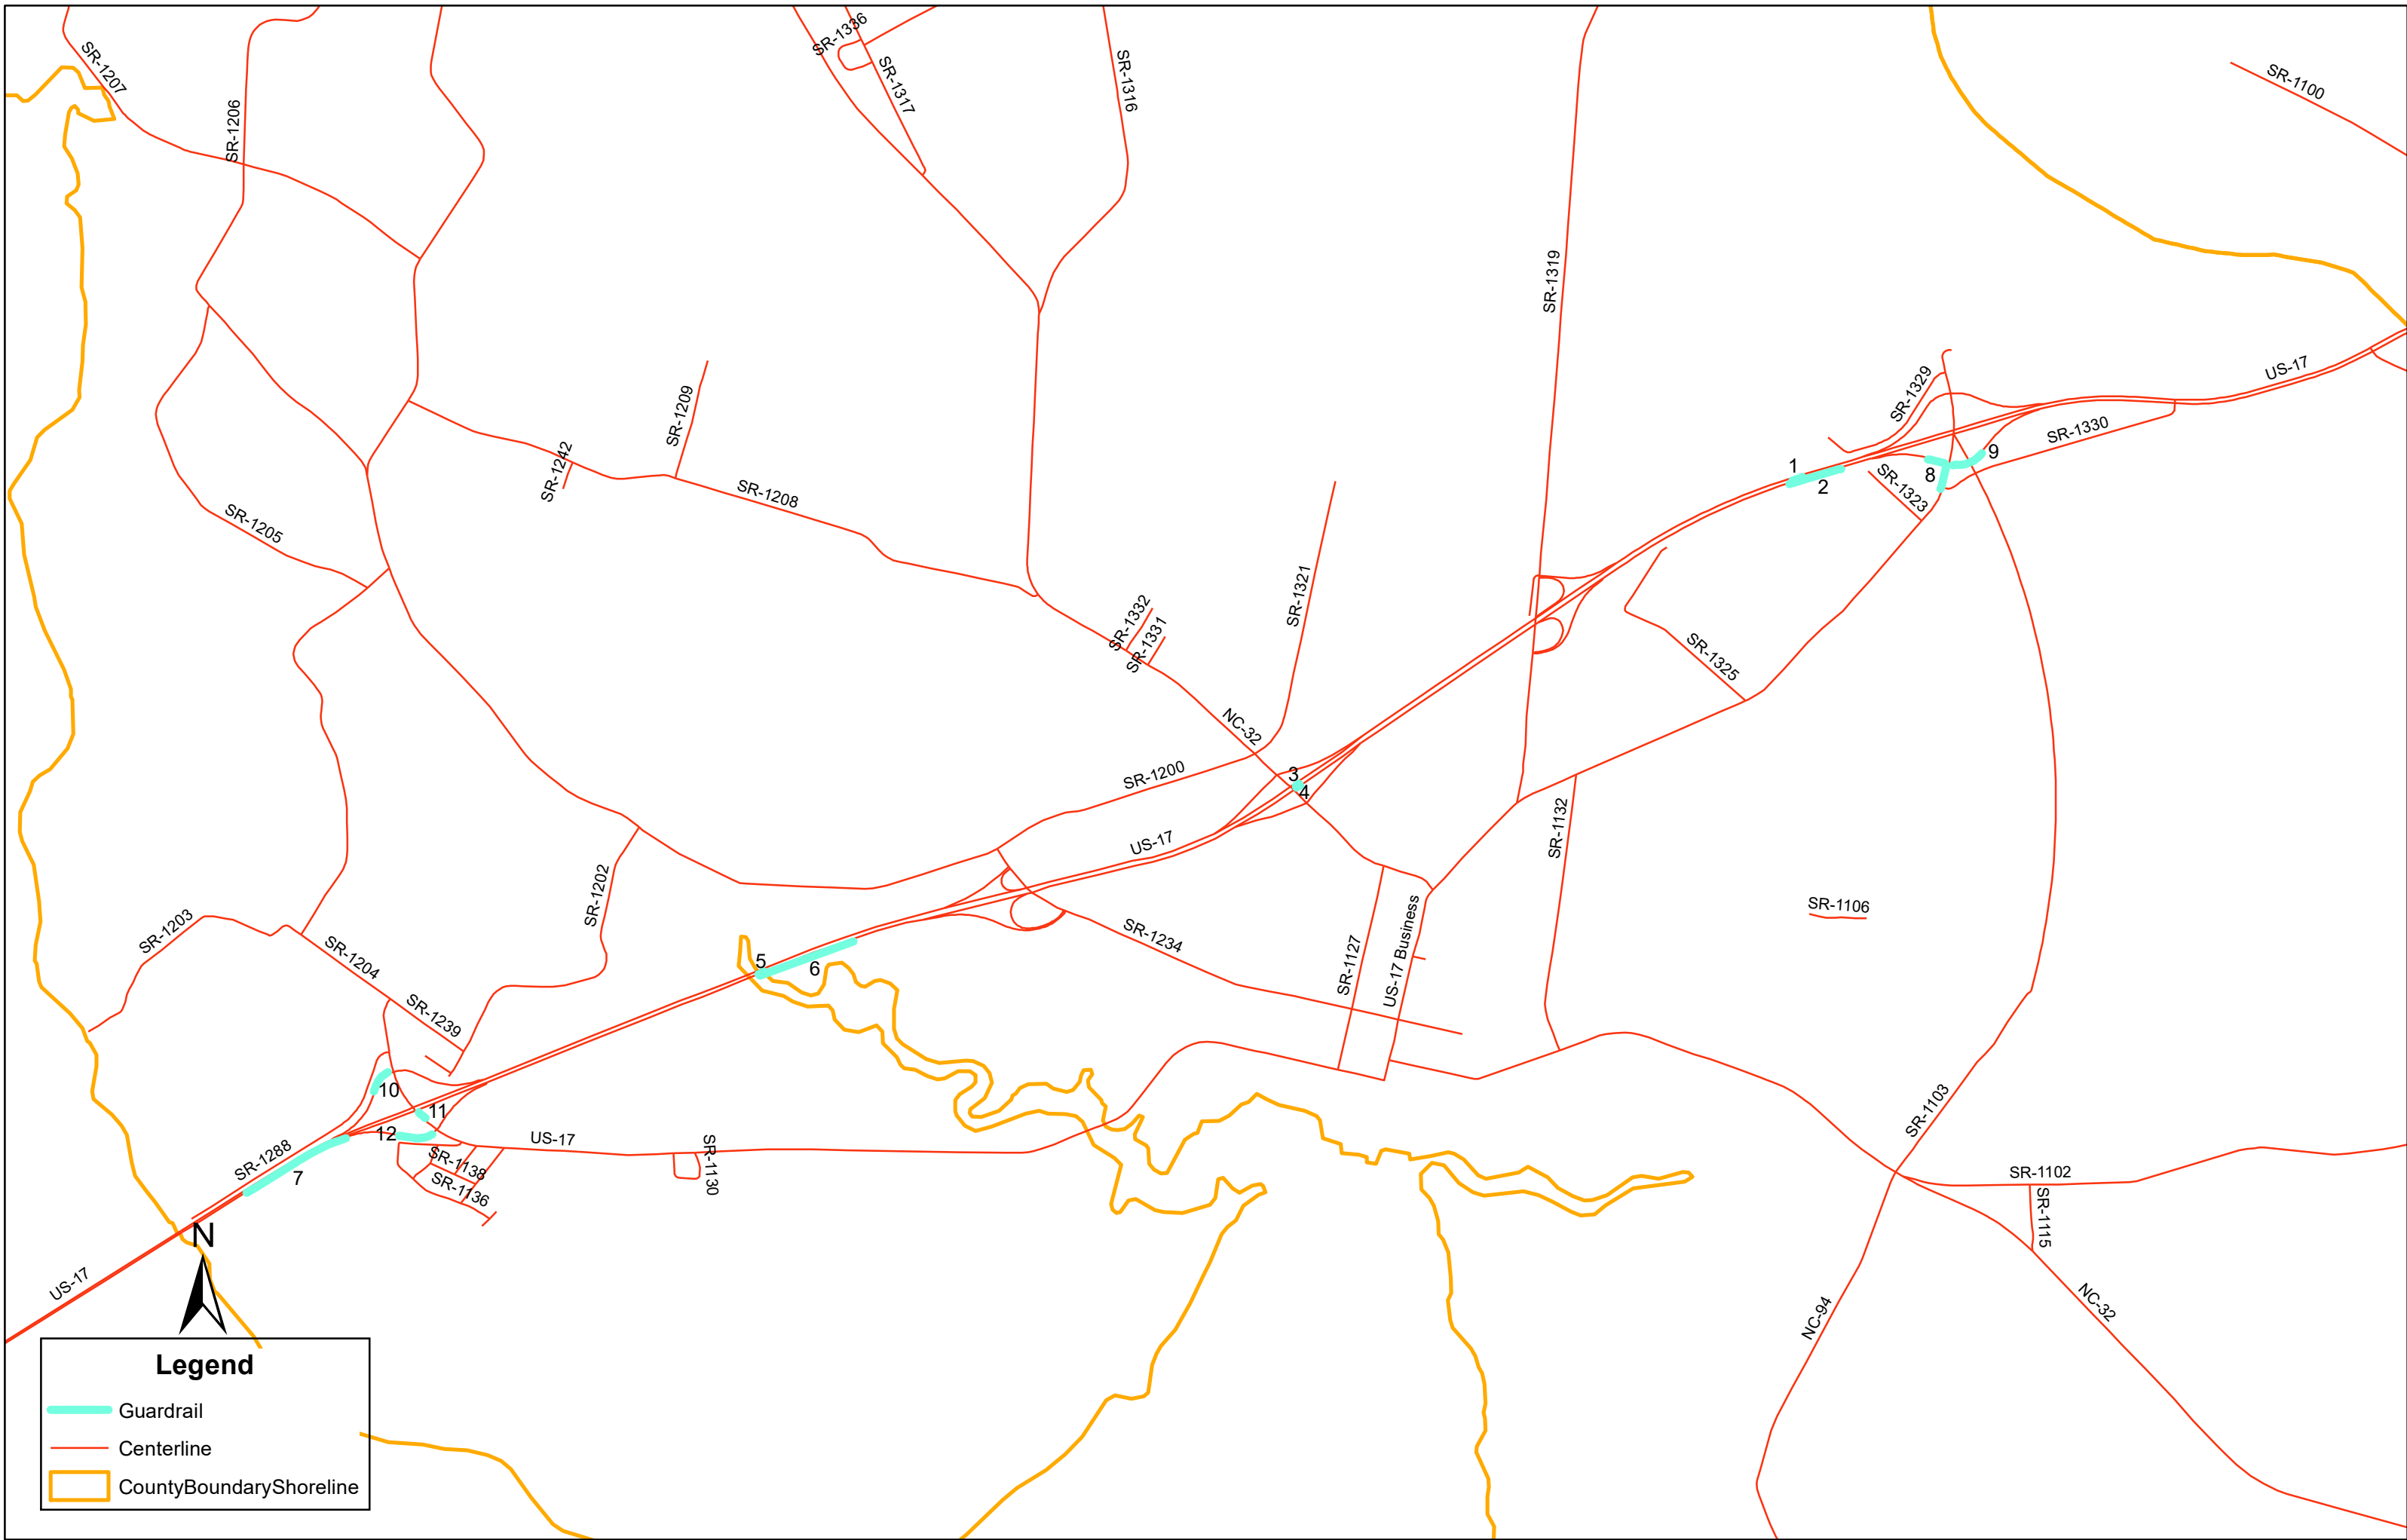 SR-1336
SR-1207
SR-1317
SR-1316
SR-1100
SR-1206
SR-1319
US-17
SR-1329
SR-1209
SR-1330
9
1
8
2
SR-1242
SR-1323
SR-1208
SR-1205
SR-1321
SR-1332
SR-1331
SR-1325
NC-32
SR-1200
3
4
SR-1132
US-17
SR-1202
SR-1106
SR-1203
SR-1234
US-17 Business
SR-1204
5
6
SR-1127
SR-1239
10
11
SR-1103
12
US-17
SR-1288
SR-1138
SR-1130
7
SR-1136
SR-1102
SR-1115
N
US-17
NC-94
NC-32
Legend
Guardrail
Centerline
CountyBoundaryShoreline